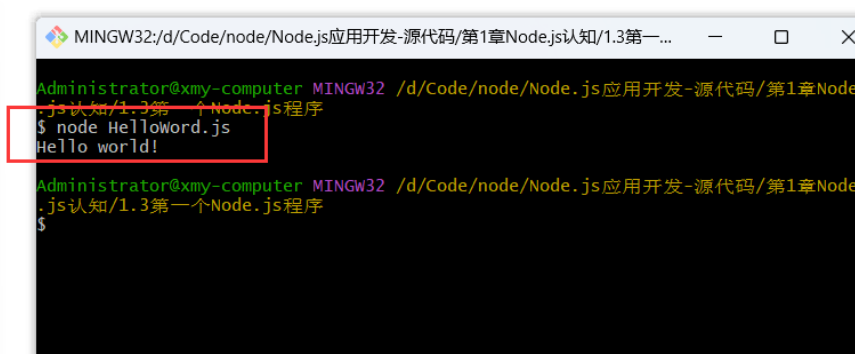 MINGW32:/d/Code/node/Node.js应用开发-源代码/第1章Node.js认知/1.3第一...
Administrator@xmy-computer MINGW32 /d/Code/node/Node.js应用开发-源代码/第1章Node
.js认知/1.3第一个Node.js程序
$ node HelloWord.js
Hello world!
Administrator@xmy-computer MINGW32 /d/Code/node/Node.js应用开发-源代码/第1章Node
.js认知/1.3第一个Node.js程序
$